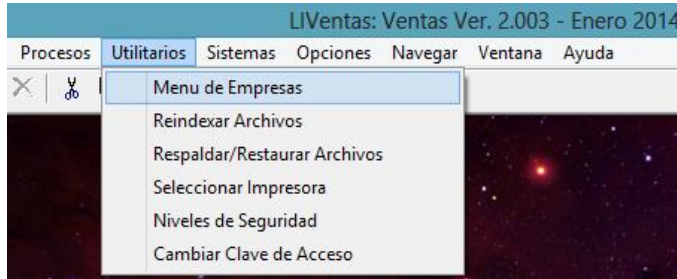 LIVentas: Ventas Ver. 2.003 - Enero 2014
Procesos Utilitarios Sistemas Opciones Navegar Ventana Ayuda
Menu de Empresas
Reindexar Archivos
Respaldar/Restaurar Archivos
Seleccionar Impresora
Niveles de Seguridad
Cambiar Clave de Acceso